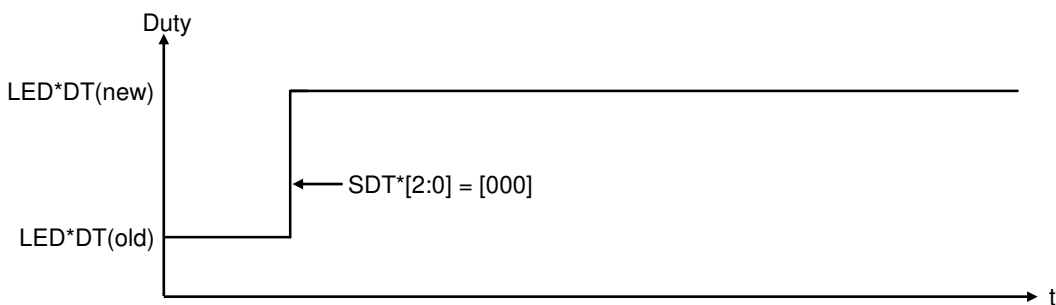 Duty
LED*DT(new)
SDT*[2:0] = [000]
LED*DT(old)
t